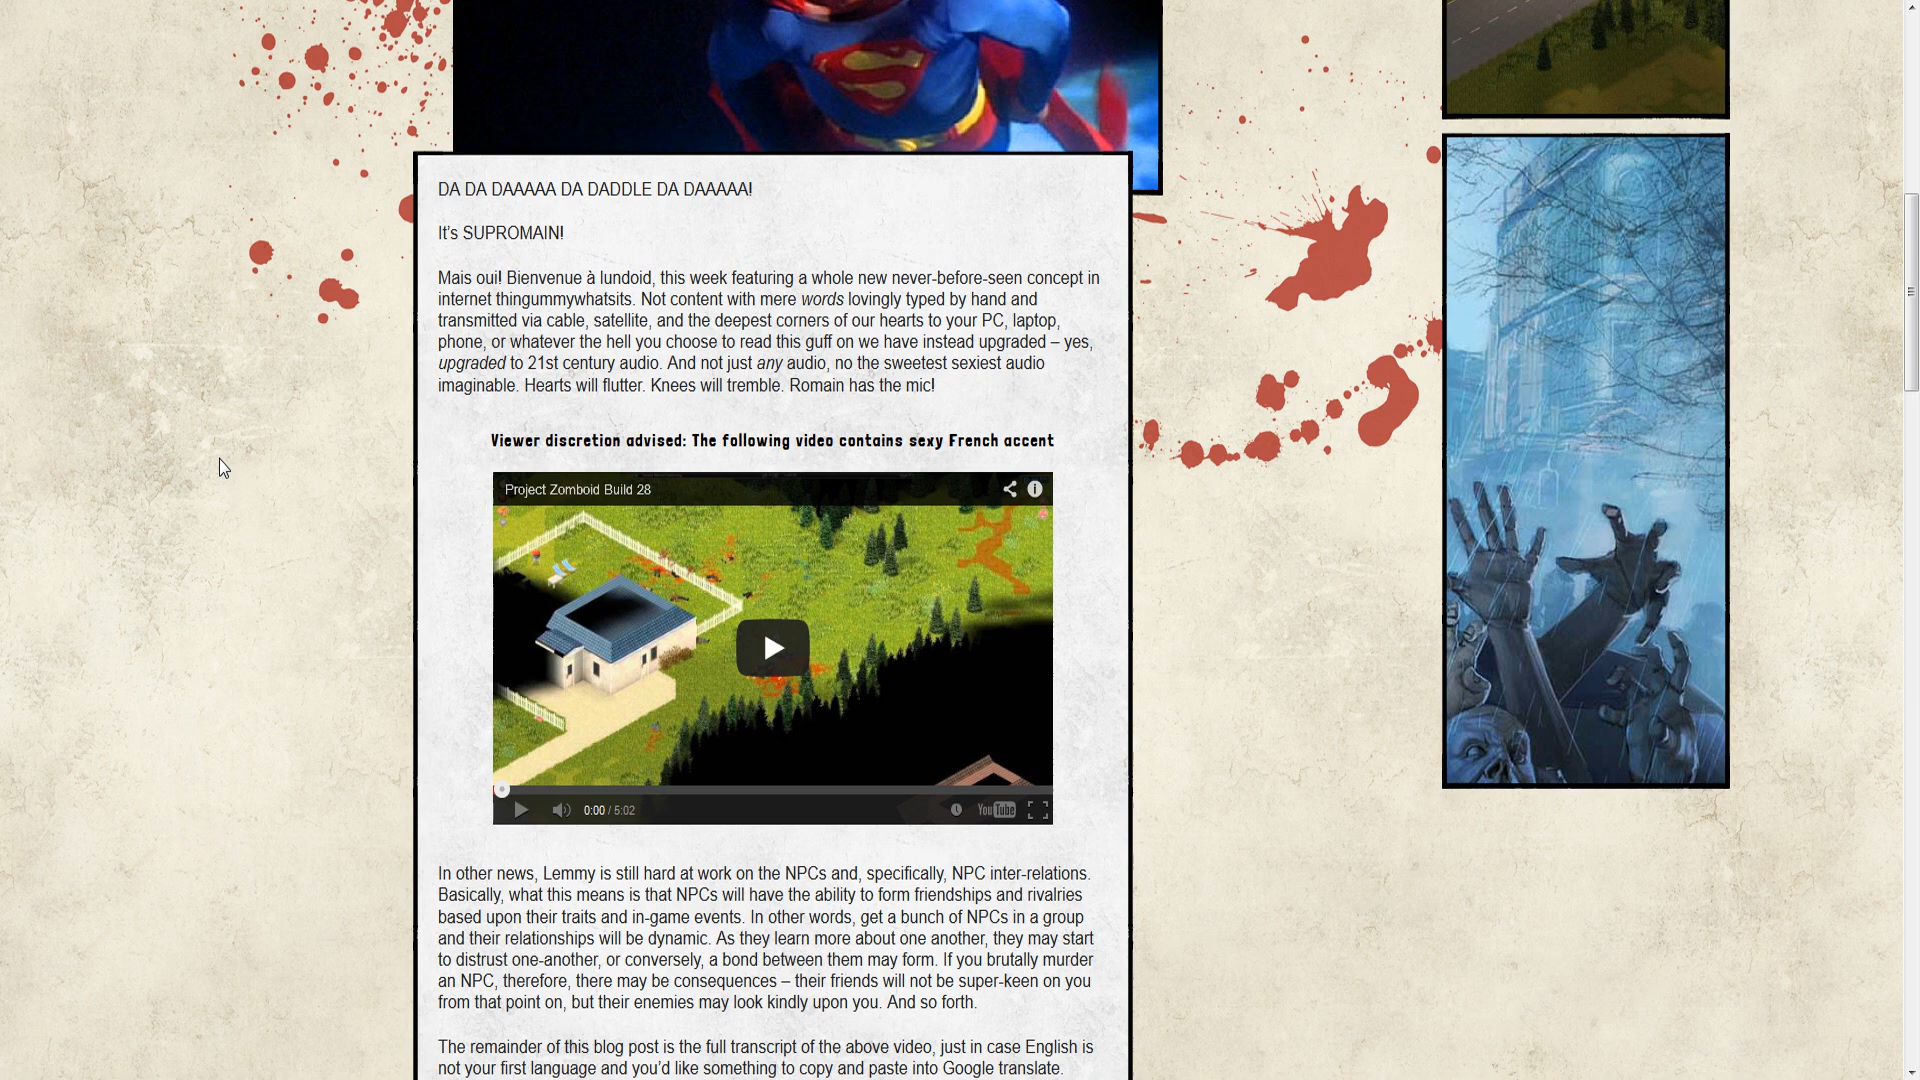 DA DA DAAAAA DA DADDLE DA DAAAAA!
It’s SUPROMAIN!
Mais oui! Bienvenue à lundoid, this week featuring a whole new never-before-seen concept in
internet thingummywhatsits. Not content with mere words lovingly typed by hand and
transmitted via cable, satellite, and the deepest corners of our hearts to your PC, laptop,
phone, or whatever the hell you choose to read this guff on we have instead upgraded – yes,
upgraded to 21st century audio. And not just any audio, no the sweetest sexiest audio
imaginable. Hearts will flutter. Knees will tremble. Romain has the mic!
Viewer discretion advised: The following video contains sexy French accent
Project Zomboid Build 28
0:00 / 5:02
YouTube
In other news, Lemmy is still hard at work on the NPCs and, specifically, NPC inter-relations.
Basically, what this means is that NPCs will have the ability to form friendships and rivalries
based upon their traits and in-game events. In other words, get a bunch of NPCs in a group
and their relationships will be dynamic. As they learn more about one another, they may start
to distrust one-another, or conversely, a bond between them may form. If you brutally murder
an NPC, therefore, there may be consequences – their friends will not be super-keen on you
from that point on, but their enemies may look kindly upon you. And so forth.
The remainder of this blog post is the full transcript of the above video, just in case English is
not your first language and you’d like something to copy and paste into Google translate.